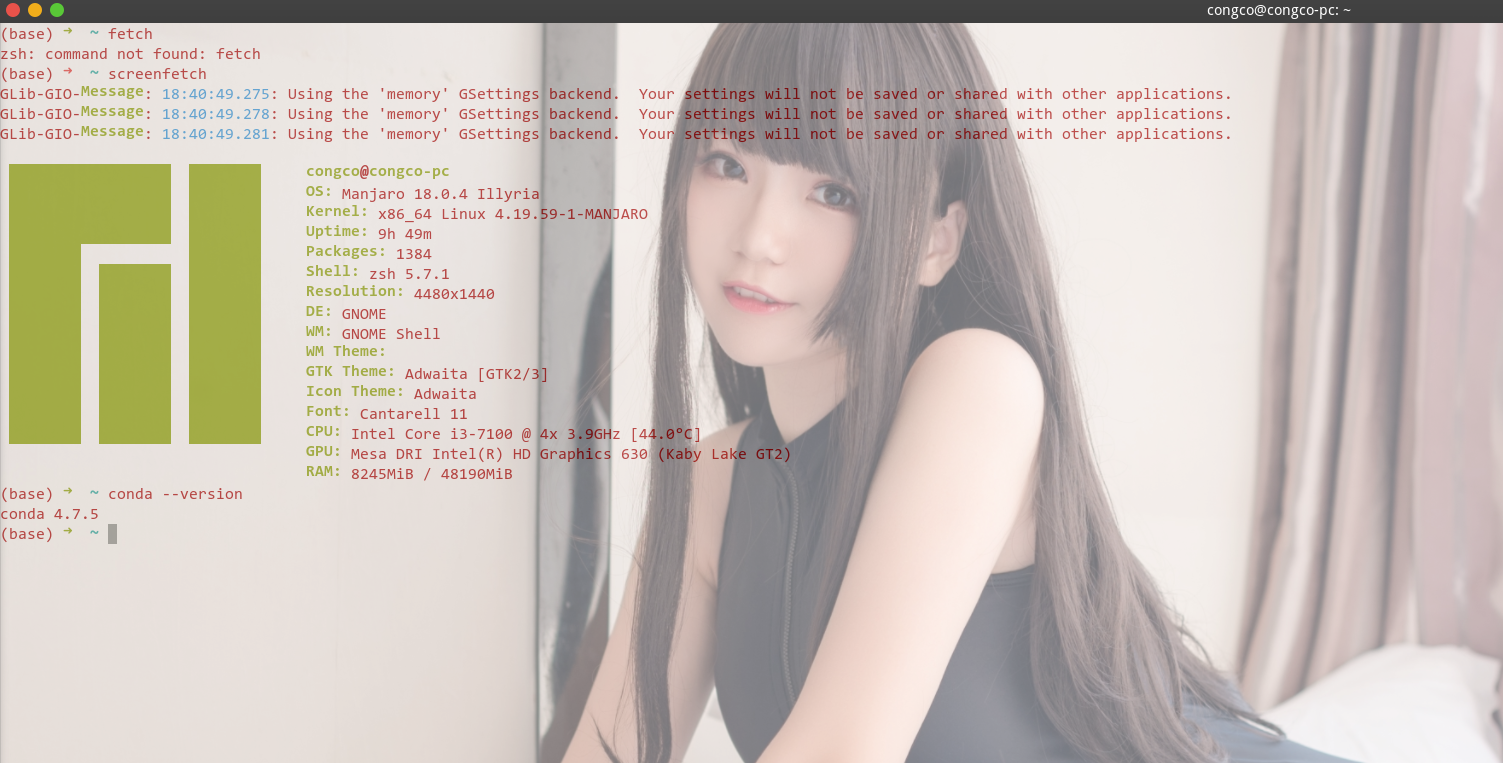 congco@congco-pc: ~
(base) ➜ ~ fetch
zsh: command not found: fetch
(base) ➜ ~ screenfetch
GLib-GIO-Message: 18:40:49.275: Using the 'memory' GSettings backend.  Your settings will not be saved or shared with other applications.
GLib-GIO-Message: 18:40:49.278: Using the 'memory' GSettings backend.  Your settings will not be saved or shared with other applications.
GLib-GIO-Message: 18:40:49.281: Using the 'memory' GSettings backend.  Your settings will not be saved or shared with other applications.
congco@congco-pc
OS: Manjaro 18.0.4 Illyria
Kernel: x86_64 Linux 4.19.59-1-MANJARO
Uptime: 9h 49m
Packages: 1384
Shell: zsh 5.7.1
Resolution: 4480x1440
DE: GNOME
WM: GNOME Shell
WM Theme:
GTK Theme: Adwaita [GTK2/3]
Icon Theme: Adwaita
Font: Cantarell 11
CPU: Intel Core i3-7100 @ 4x 3.9GHz [44.0°C]
GPU: Mesa DRI Intel(R) HD Graphics 630 (Kaby Lake GT2)
RAM: 8245MiB / 48190MiB
(base) ➜ ~ conda --version
conda 4.7.5
(base) ➜ ~